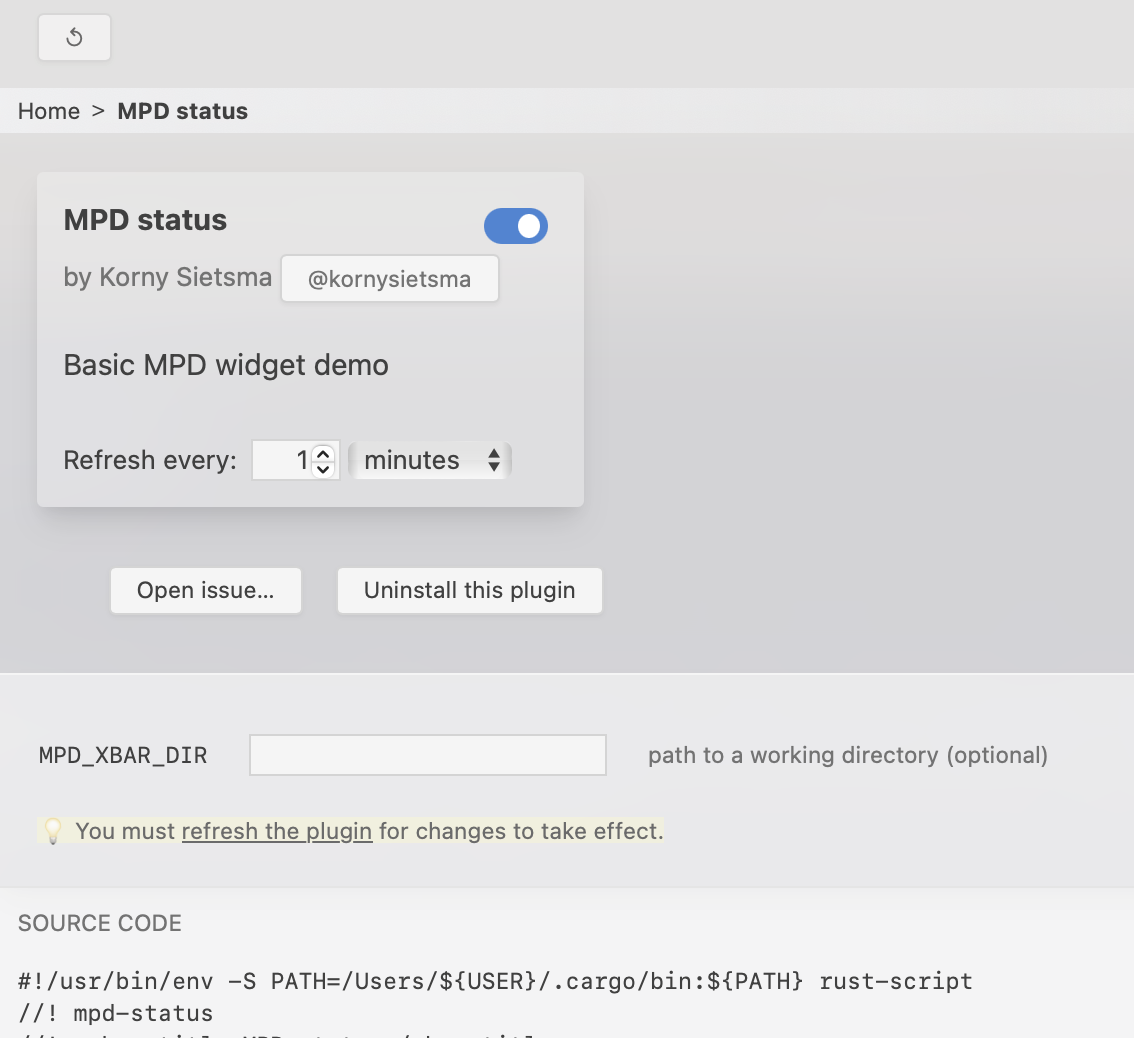 Home > MPD status
MPD status
by Korny Sietsma @kornysietsma
Basic MPD widget demo
Refresh every: 1 minutes
Open issue... Uninstall this plugin
MPD_XBAR_DIR path to a working directory (optional)
You must refresh the plugin for changes to take effect.
SOURCE CODE
#!/usr/bin/env -S PATH=/Users/${USER}/.cargo/bin:${PATH} rust-script
//! mpd-status